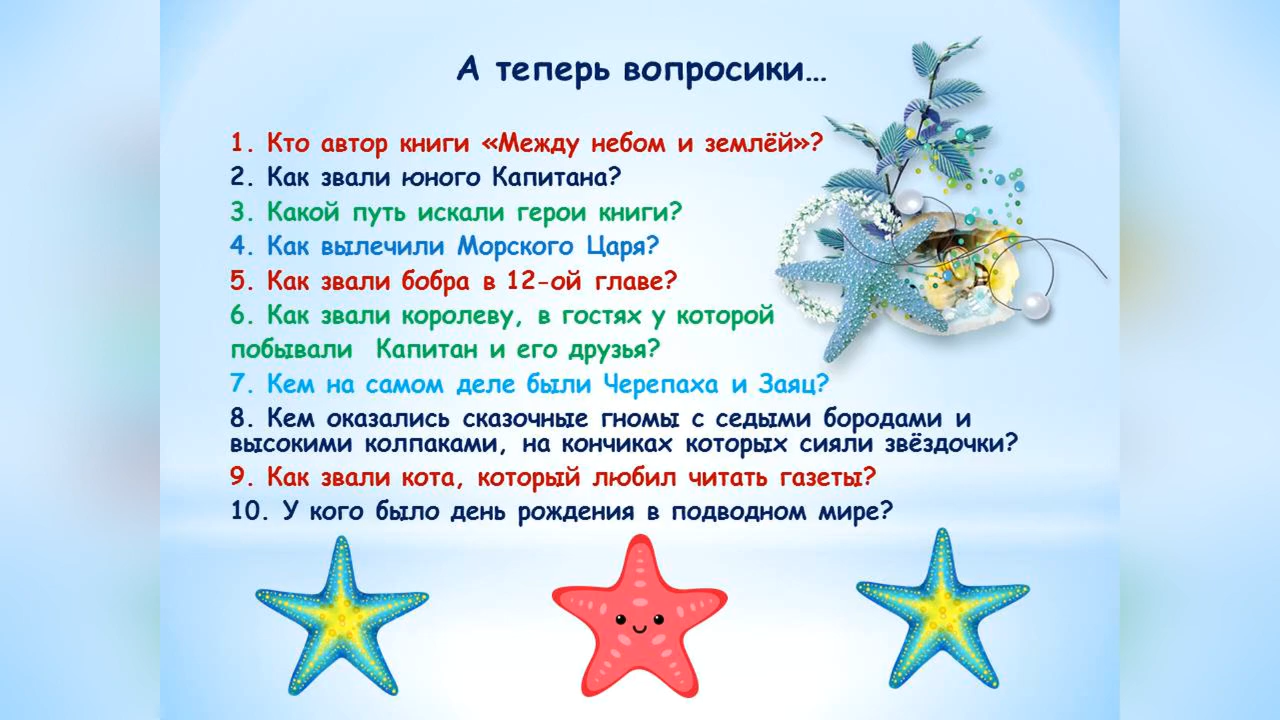 А теперь вопросики...
1. Кто автор книги «Между небом и землёй»?
2. Как звали юного Капитана?
3. Какой путь искали герои книги?
4. Как вылечили Морского Царя?
5. Как звали бобра в 12-ой главе?
6. Как звали королеву, в гостях у которой
побывали Капитан и его друзья?
7. Кем на самом деле были Черепаха и Заяц?
8. Кем оказались сказочные гномы с седыми бородами и
высокими колпаками, на кончиках которых сияли звёздочки?
9. Как звали кота, который любил читать газеты?
10. У кого было день рождения в подводном мире?